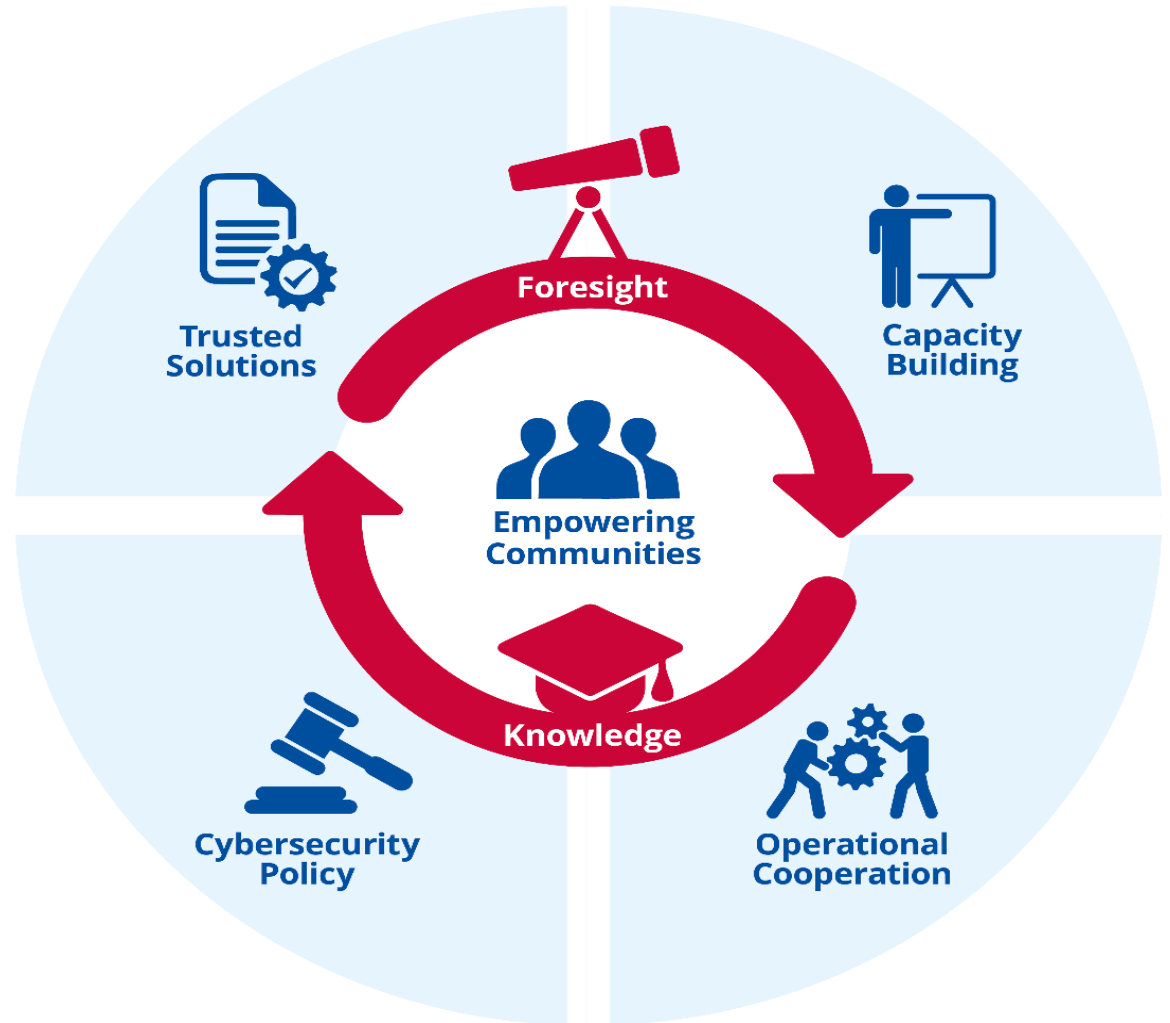 Foresight
Trusted
Solutions
Capacity
Building
Empowering
Communities
Knowledge
Cybersecurity
Policy
Operational
Cooperation